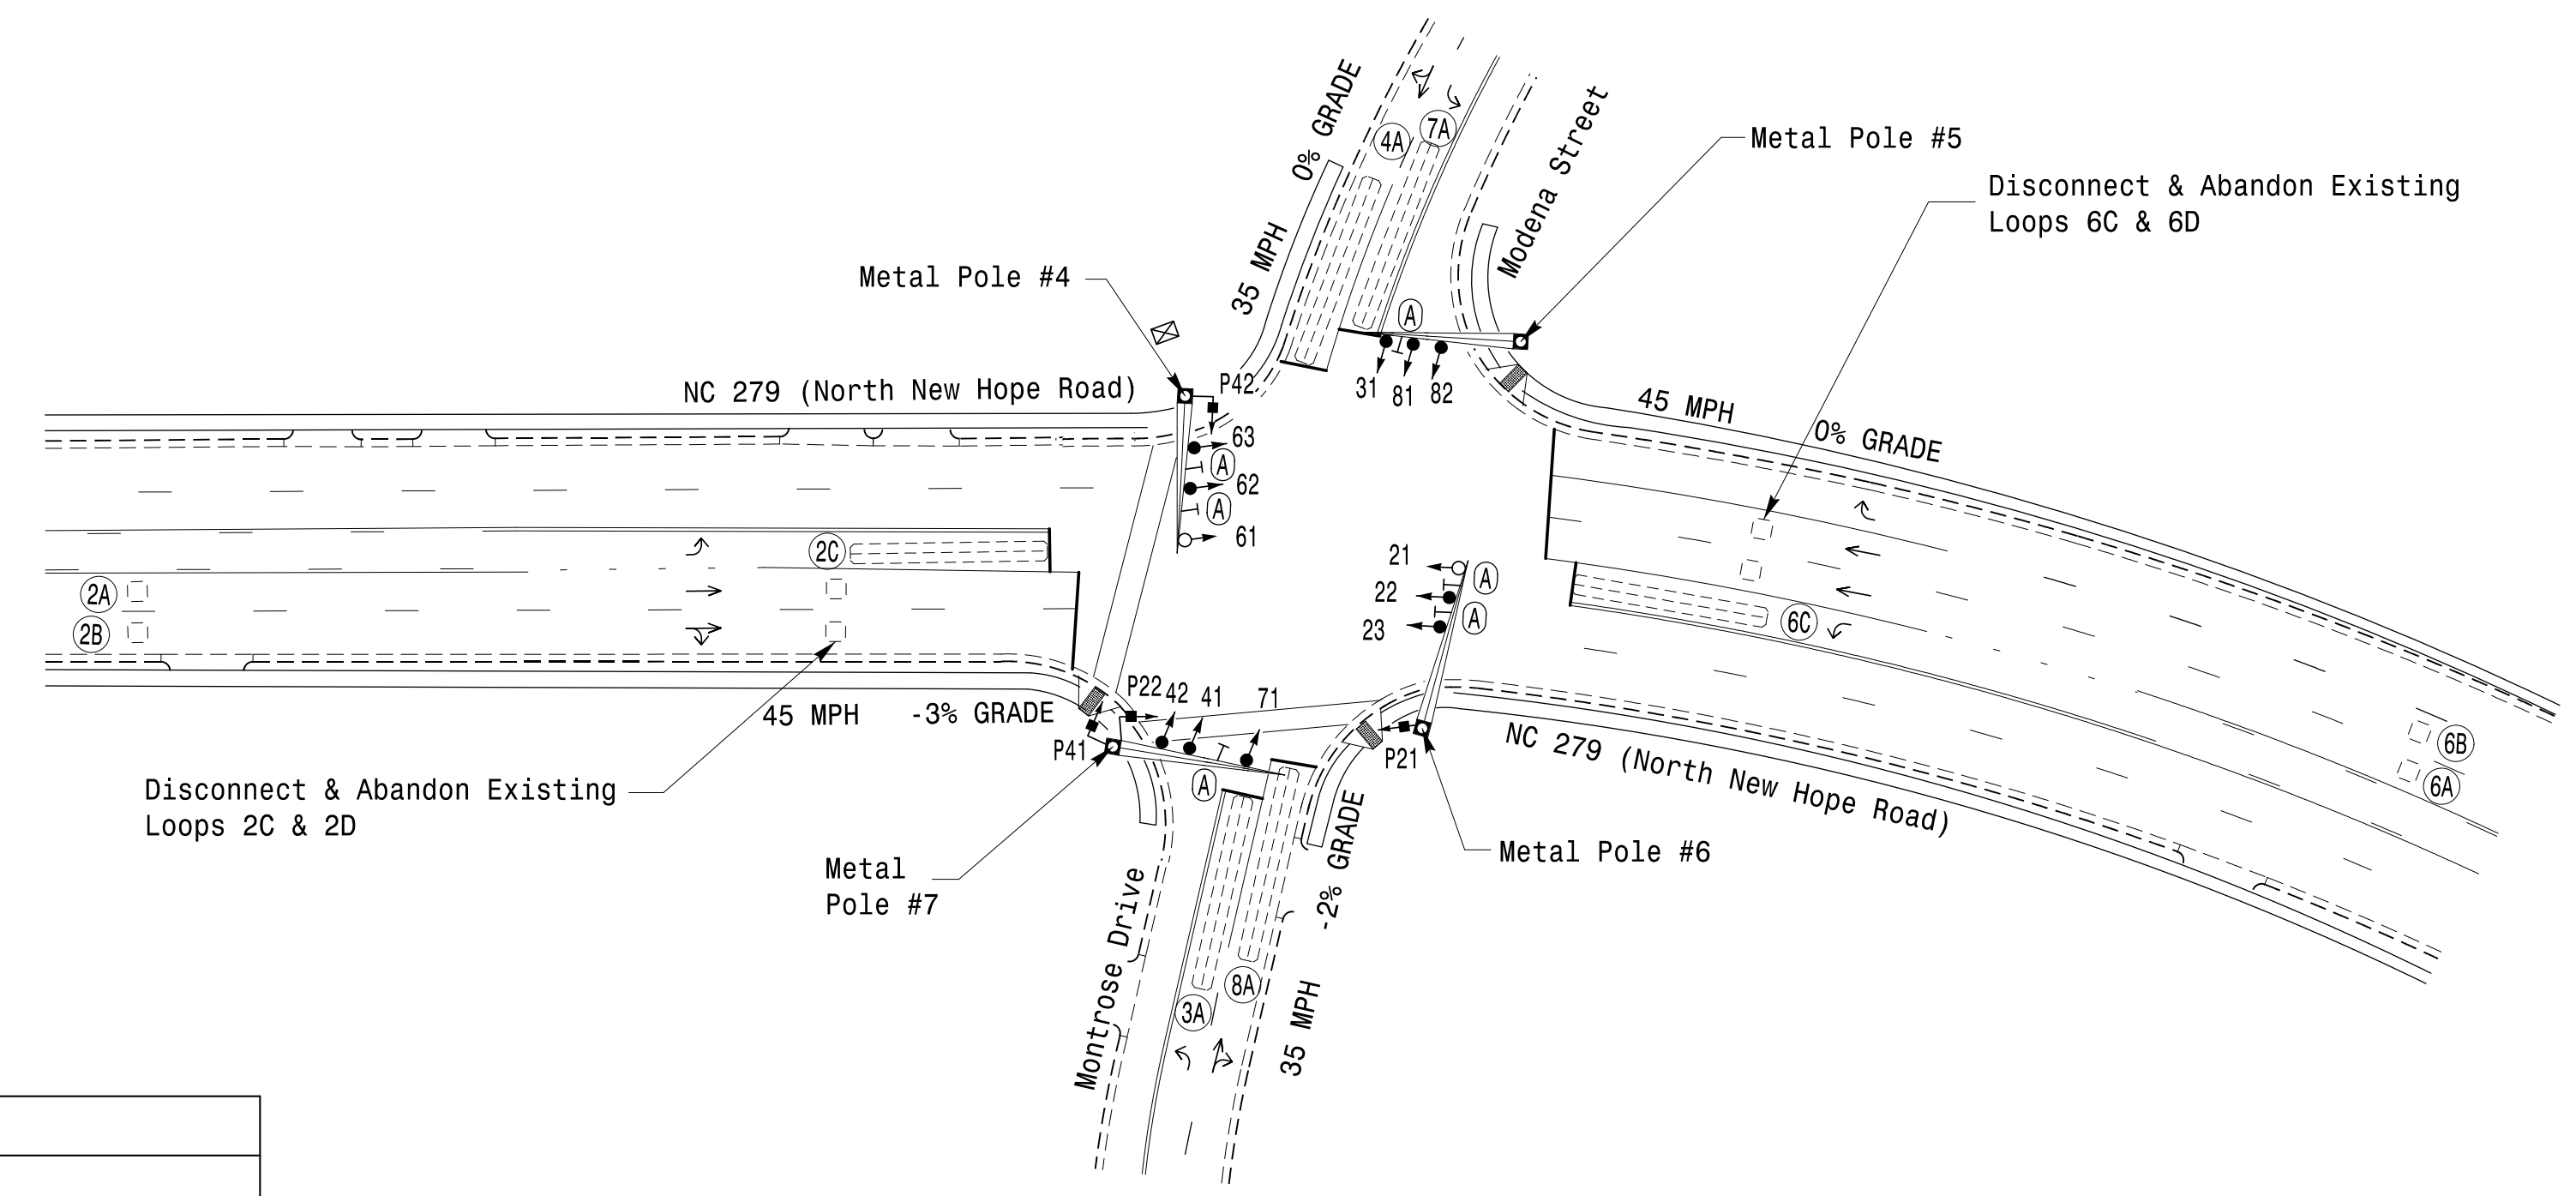 0% GRADE
35 MPH
4A
7A
Modena Street
Metal Pole #5
Disconnect & Abandon Existing
Loops 6C & 6D
Metal Pole #4
A
31
81
82
NC 279 (North New Hope Road)
P42
45 MPH
0% GRADE
63
A
62
A
61
2C
2A
2B
21
A
22
A
23
6C
6B
6A
45 MPH
-3% GRADE
P22
42
41
71
P41
A
P21
NC 279 (North New Hope Road)
Disconnect & Abandon Existing
Loops 2C & 2D
Metal
Pole #7
Metal Pole #6
-2% GRADE
35 MPH
Montrose Drive
8A
3A